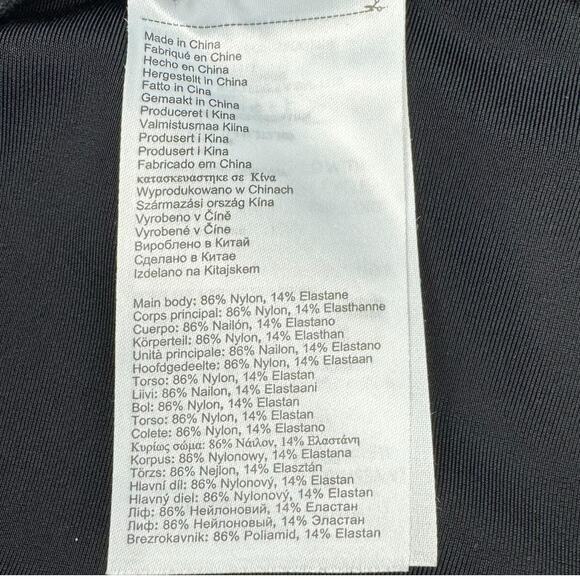 Made in China
Fabriqué en Chine
Hecho en China
Hergestellt in China
Fatto in Cina
Gemaakt in China
Produceret i Kina
Valmistusmaa Kiina
Produsert i Kina
Produsert i Kina
Fabricado em China
κατασκευαστηκε σε Κίνα
Wyprodukowano w Chinach
Származási ország Kína
Vyrobeno v Číně
Vyrobené v Číne
Вироблено в Китай
Сделано в Китае
Izdelano na Kitajskem
Main body: 86% Nylon, 14% Elastane
Corps principal: 86% Nylon, 14% Elasthanne
Cuerpo: 86% Nailón, 14% Elastano
Körperteil: 86% Nylon, 14% Elasthan
Unità principale: 86% Nailon, 14% Elastano
Hoofdgedeelte: 86% Nylon, 14% Elastaan
Torso: 86% Nylon, 14% Elastan
Liivi: 86% Nailon, 14% Elastaani
Bol: 86% Nylon, 14% Elastan
Torso: 86% Nylon, 14% Elastan
Colete: 86% Nylon, 14% Elastano
Κυρίως σώμα: 86% Νάιλον, 14% Ελαστάνη
Korpus: 86% Nylonowy, 14% Elastana
Törzs: 86% Nejlon, 14% Elasztán
Hlavní díl: 86% Nylonový, 14% Elastan
Hlavný diel: 86% Nylonový, 14% Elastan
Ліф: 86% Нейлоновий, 14% Еластан
Лиф: 86% Нейлоновый, 14% Эластан
Brezrokavnik: 86% Poliamid, 14% Elastan